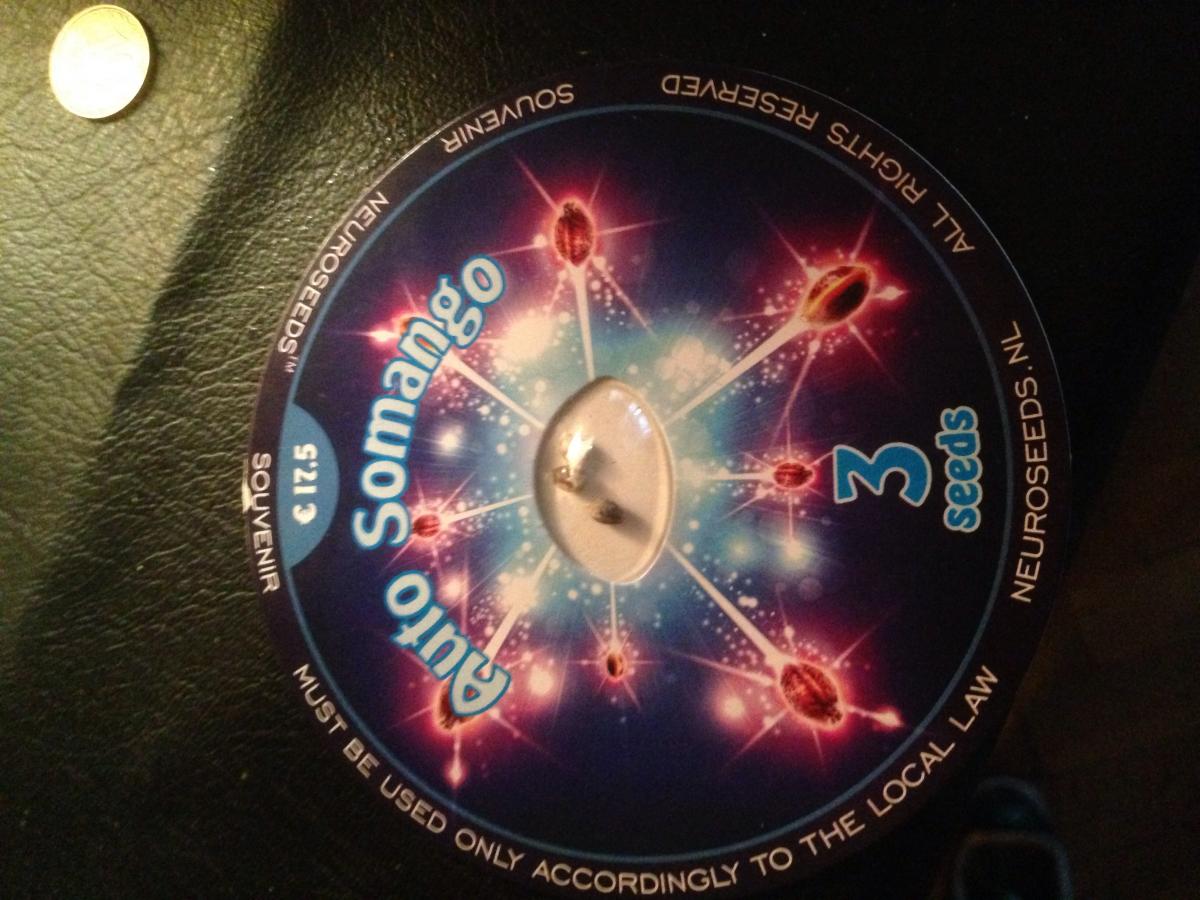 Auto Somango
€ 17.5
3
seeds
SOUVENIR
NEUROSEEDS™
SOUVENIR
ALL RIGHTS RESERVED
NEUROSEEDS.NL
MUST BE USED ONLY ACCORDINGLY TO THE LOCAL LAW